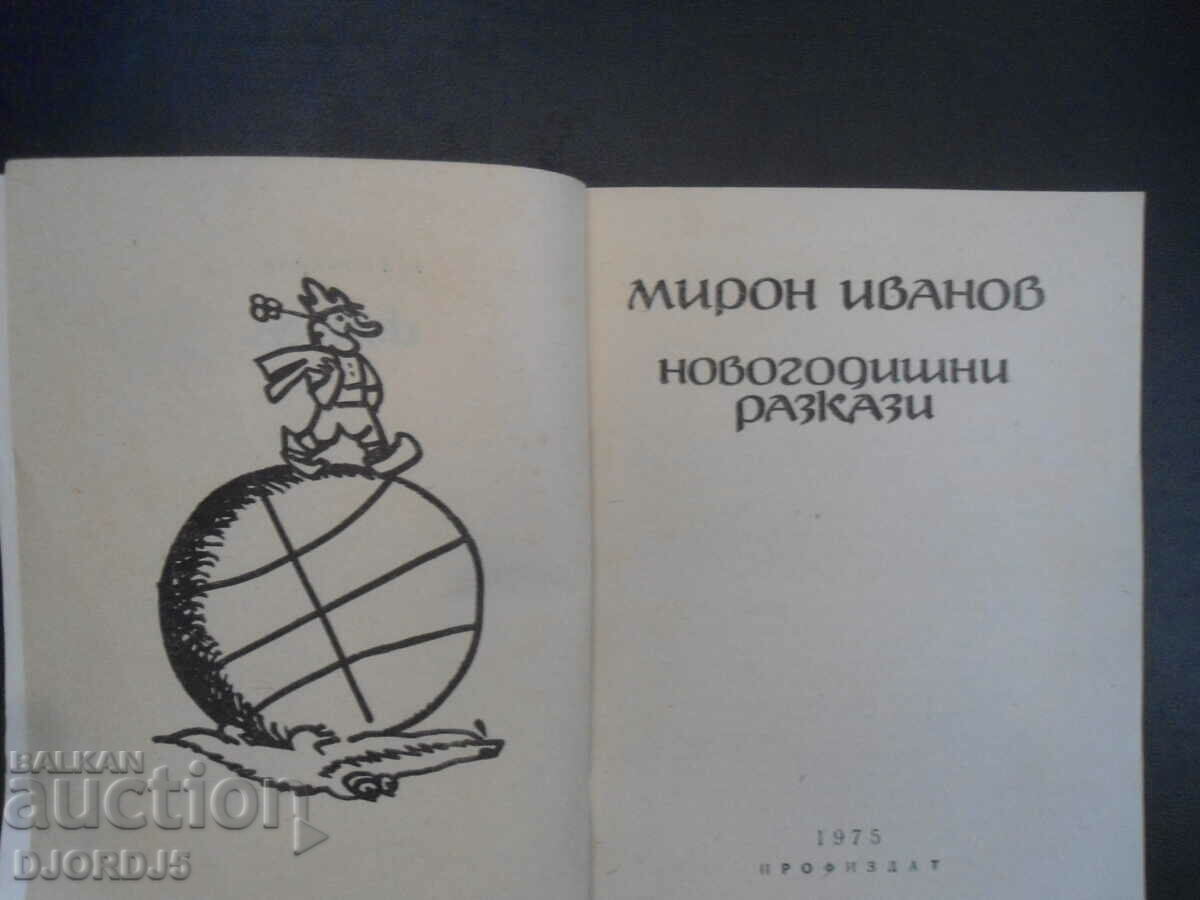 МИРОН ИВАНОВ
НОВОГОДИШНИ
РАЗКАЗИ
1975
ПРОФИЗДАТ
BALKAN
auction
DJORDJ5